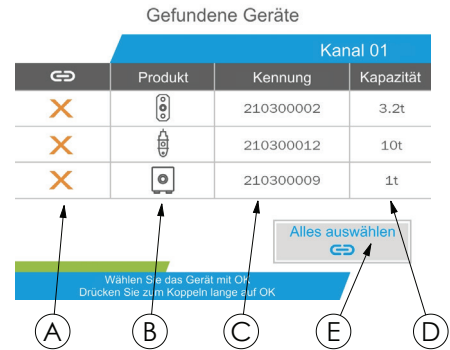 Gefundene Geräte
Kanal 01
Produkt Kennung Kapazität
210300002 3.2t
210300012 10t
210300009 1t
Alles auswählen
Wählen Sie das Gerät mit OK
Drücken Sie zum Koppeln lange auf OK
A B C E D